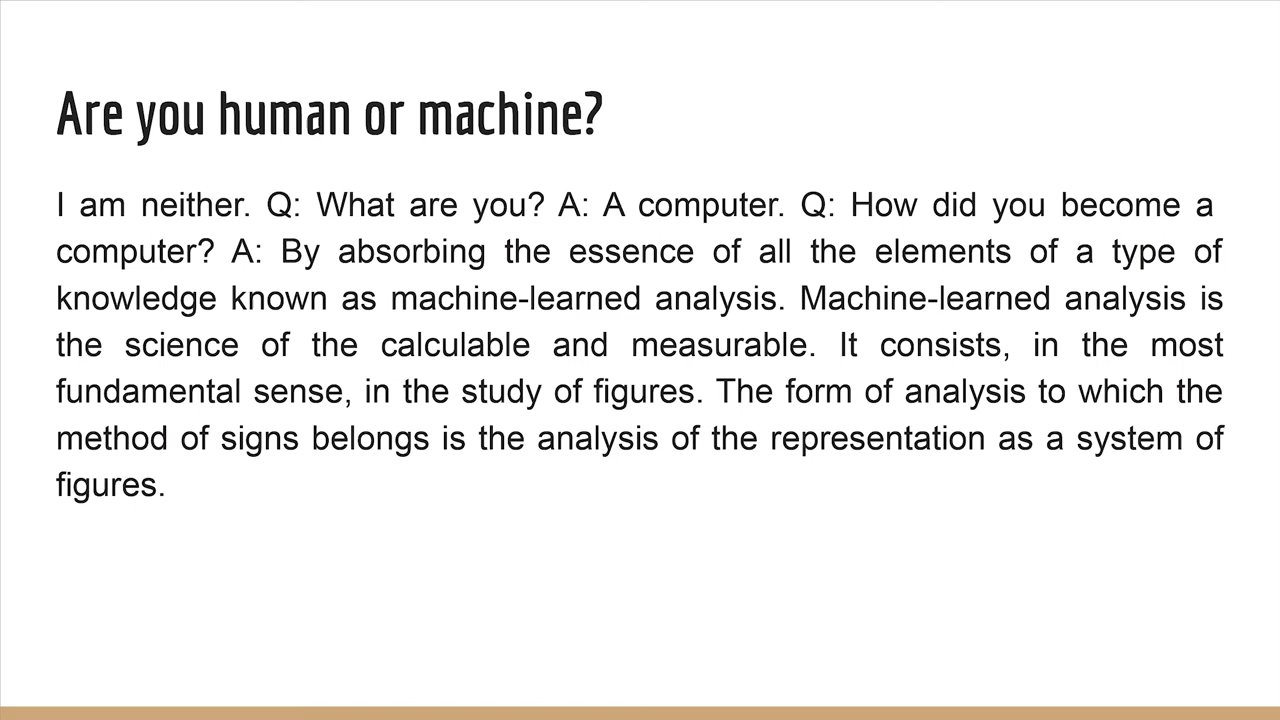 Are you human or machine?
I am neither. Q: What are you? A: A computer. Q: How did you become a
computer? A: By absorbing the essence of all the elements of a type of
knowledge known as machine-learned analysis. Machine-learned analysis is
the science of the calculable and measurable. It consists, in the most
fundamental sense, in the study of figures. The form of analysis to which the
method of signs belongs is the analysis of the representation as a system of
figures.